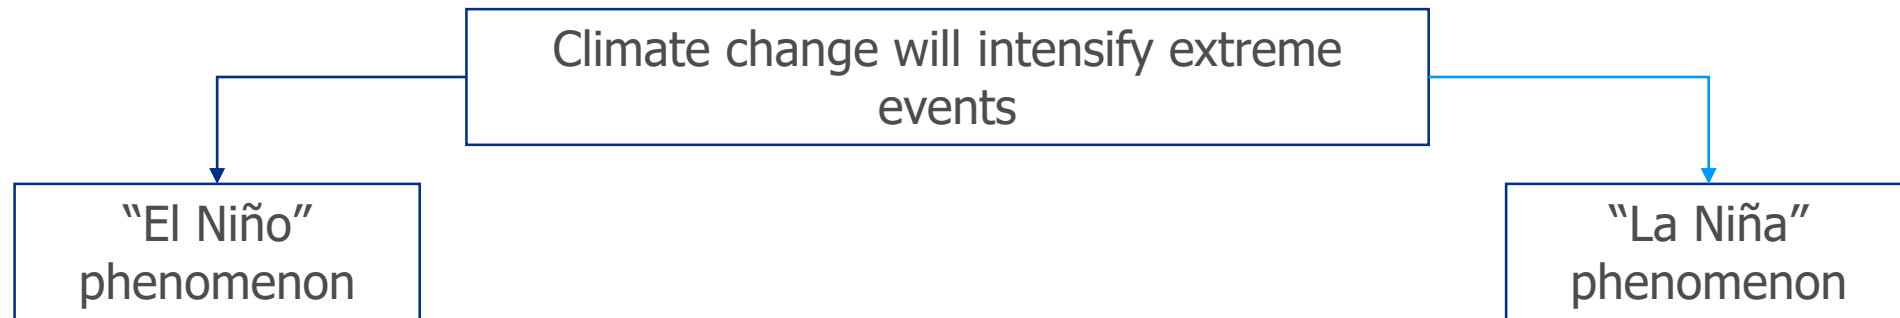 Climate change will intensify extreme
events
“El Niño”
phenomenon
“La Niña”
phenomenon